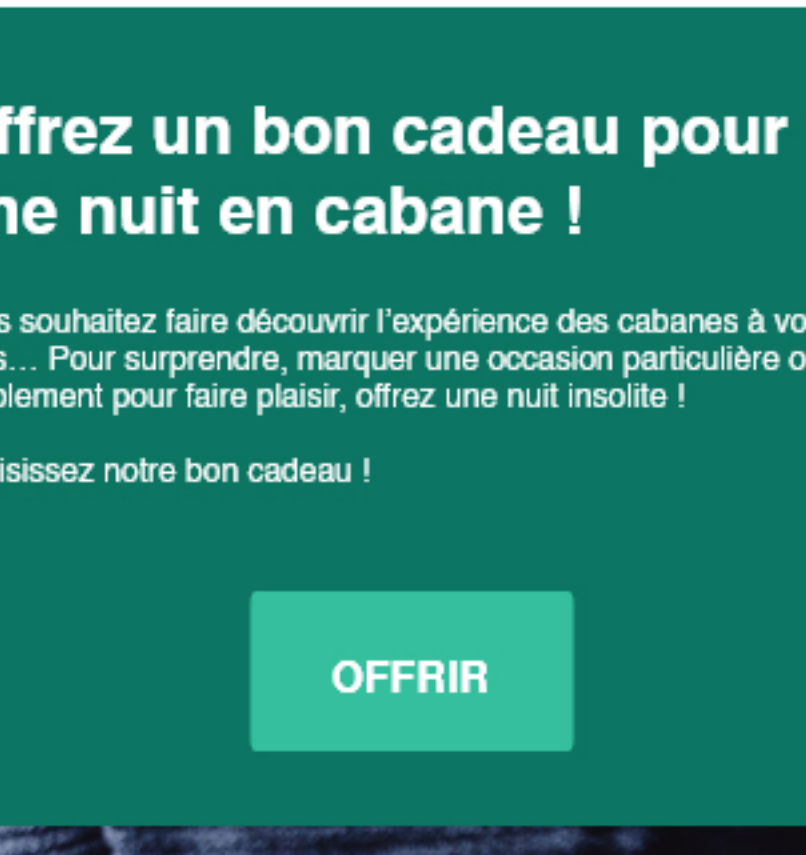 ffrez un bon cadeau pour
ne nuit en cabane !
s souhaitez faire découvrir l’expérience des cabanes à vo
s... Pour surprendre, marquer une occasion particulière o
plement pour faire plaisir, offrez une nuit insolite !
isissez notre bon cadeau !
OFFRIR